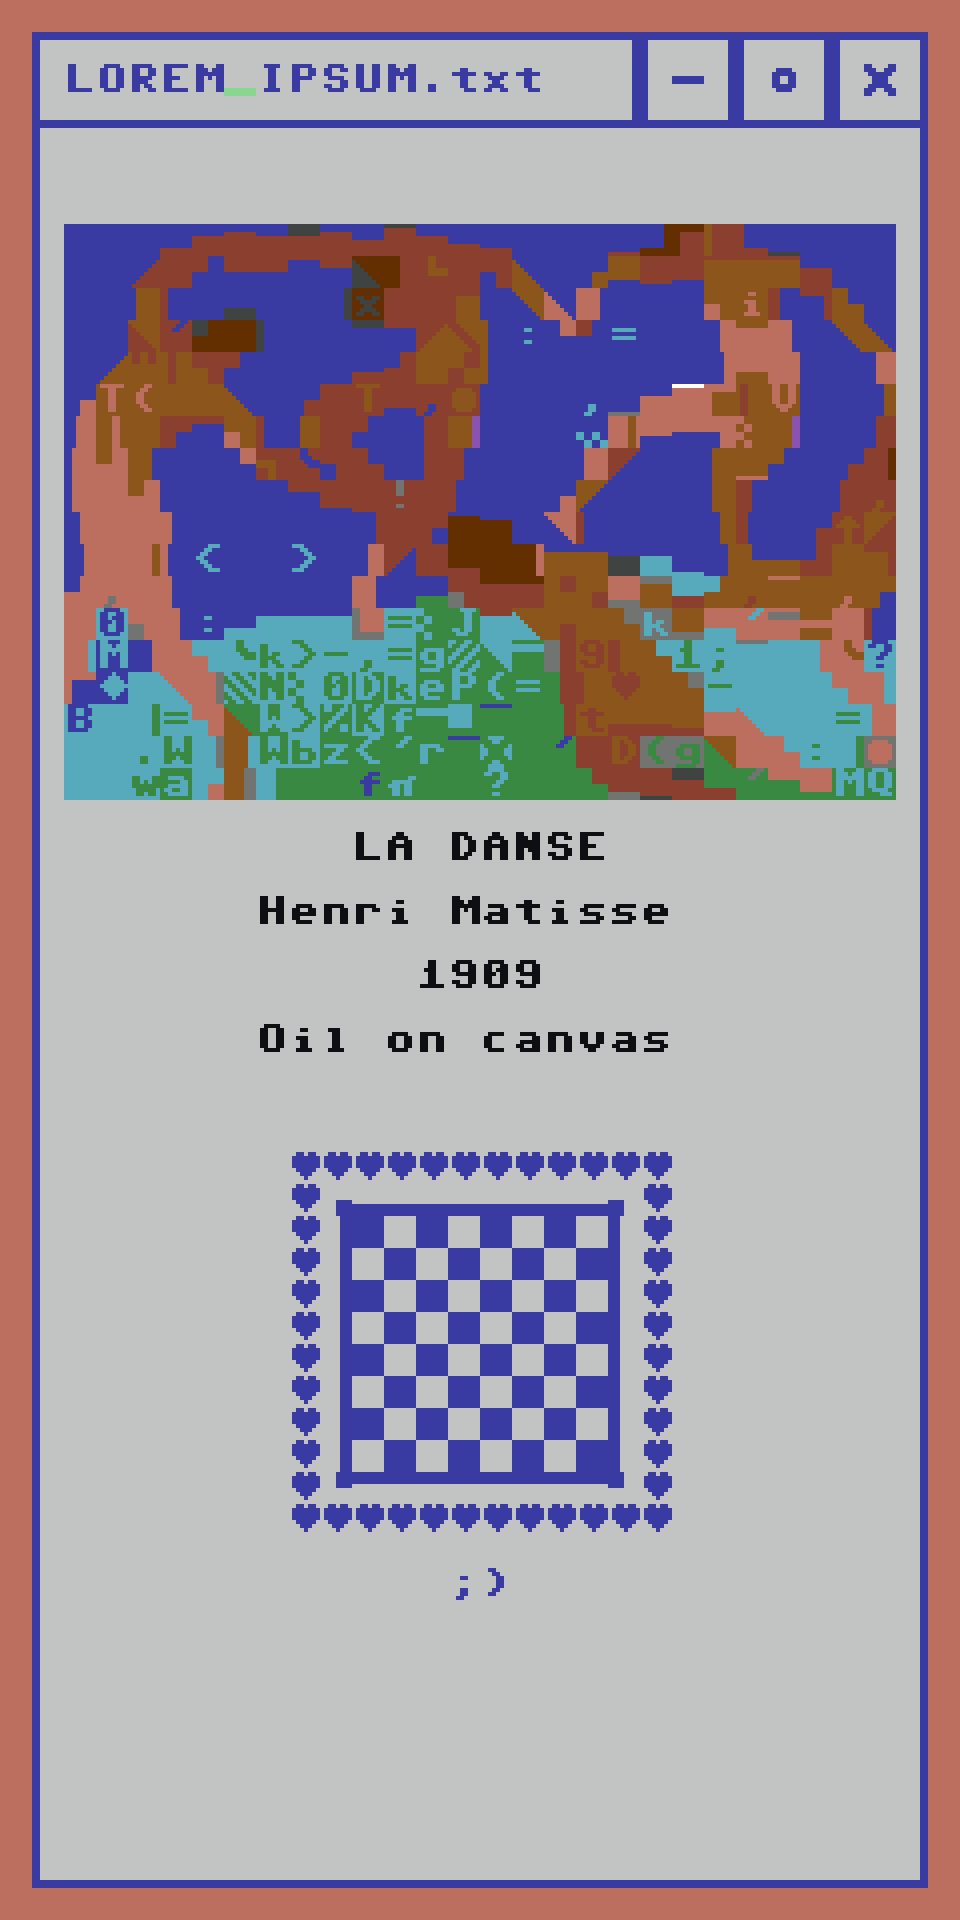 LOREM_IPSUM.txt
LA DANSE
Henri Matisse
1909
Oil on canvas
;)